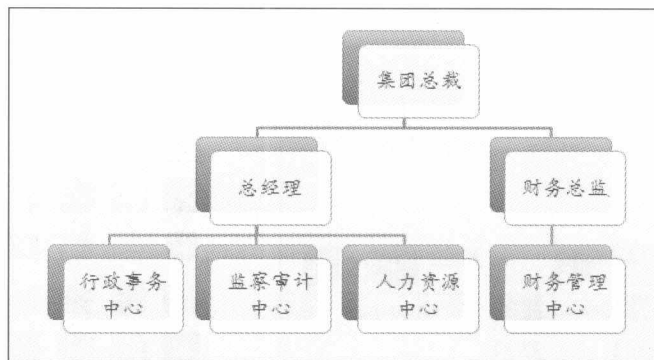 集团总裁
总经理
财务总监
行政事务
中心
监察审计
中心
人力资源
中心
财务管理
中心